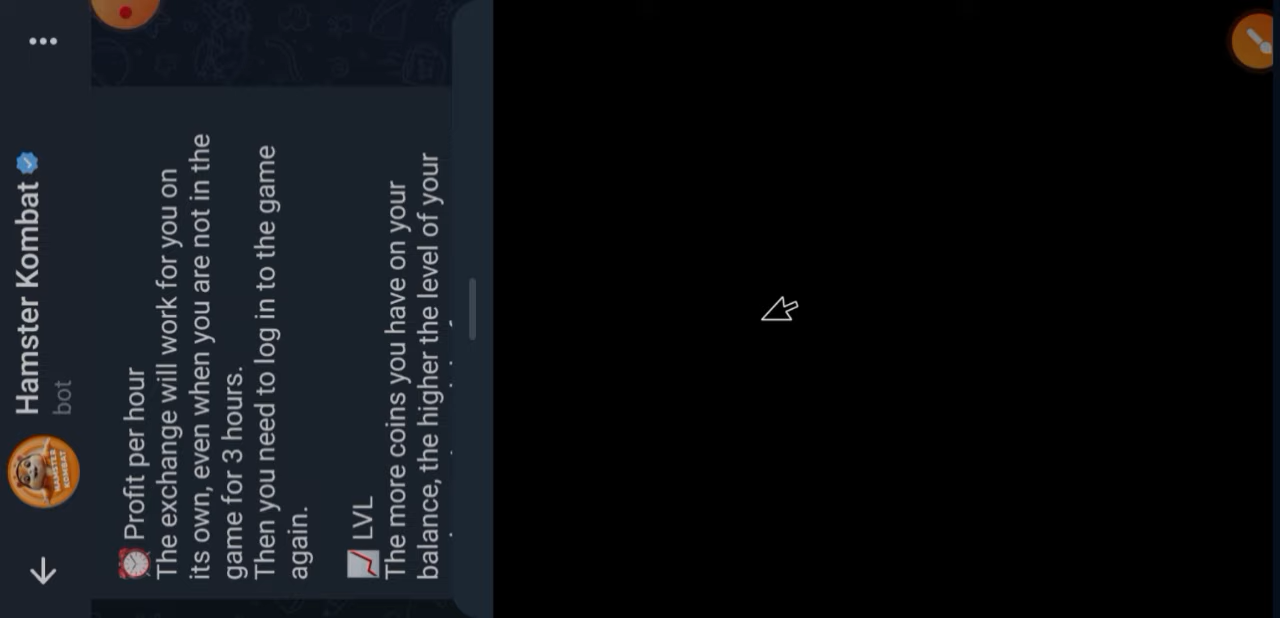 Hamster Kombat
bot
HAMSTER
KOMBAT
Profit per hour
The exchange will work for you on
its own, even when you are not in the
game for 3 hours.
Then you need to log in to the game
again.
LVL
The more coins you have on your
balance, the higher the level of your